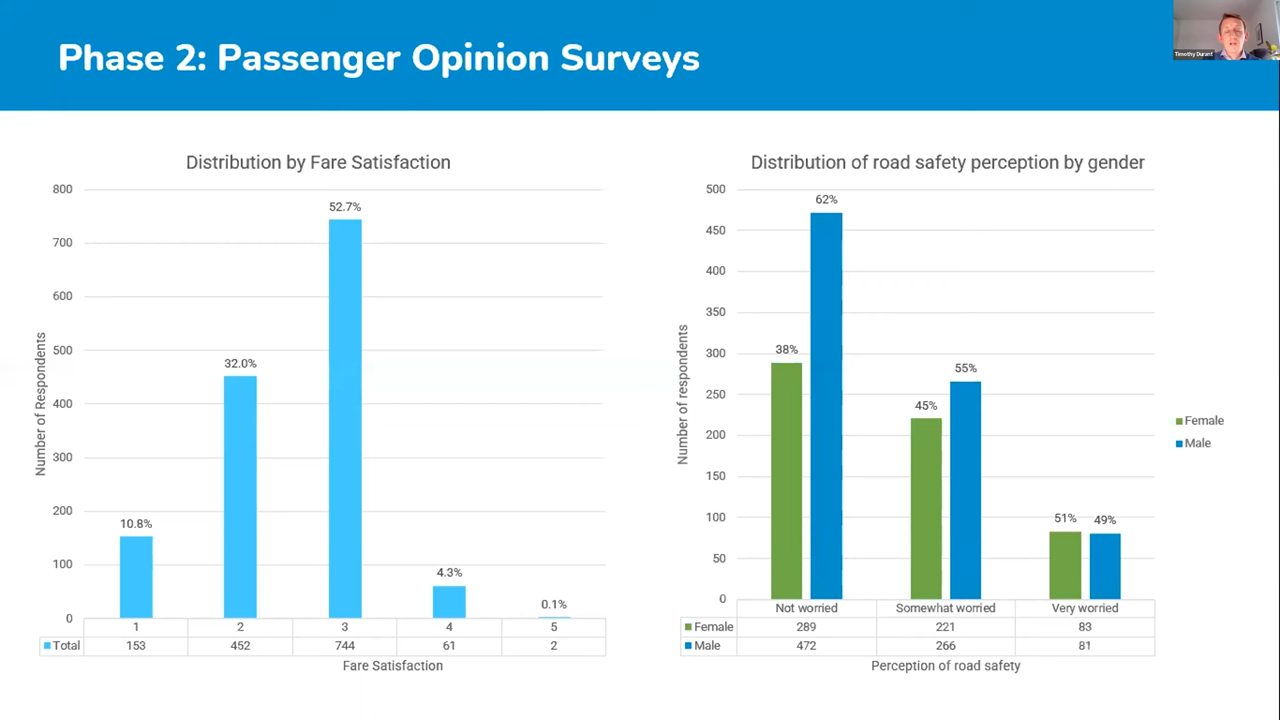 Phase 2: Passenger Opinion Surveys
Timothy Durant
Distribution by Fare Satisfaction
Number of Respondents
800
700
600
500
400
300
200
100
0
10.8%
32.0%
52.7%
4.3%
0.1%
1 2 3 4 5
Total 153 452 744 61 2
Fare Satisfaction
Distribution of road safety perception by gender
Number of respondents
500
450
400
350
300
250
200
150
100
50
0
38% 62%
45% 55%
51% 49%
Not worried Somewhat worried Very worried
Female 289 221 83
Male 472 266 81
Perception of road safety
Female
Male